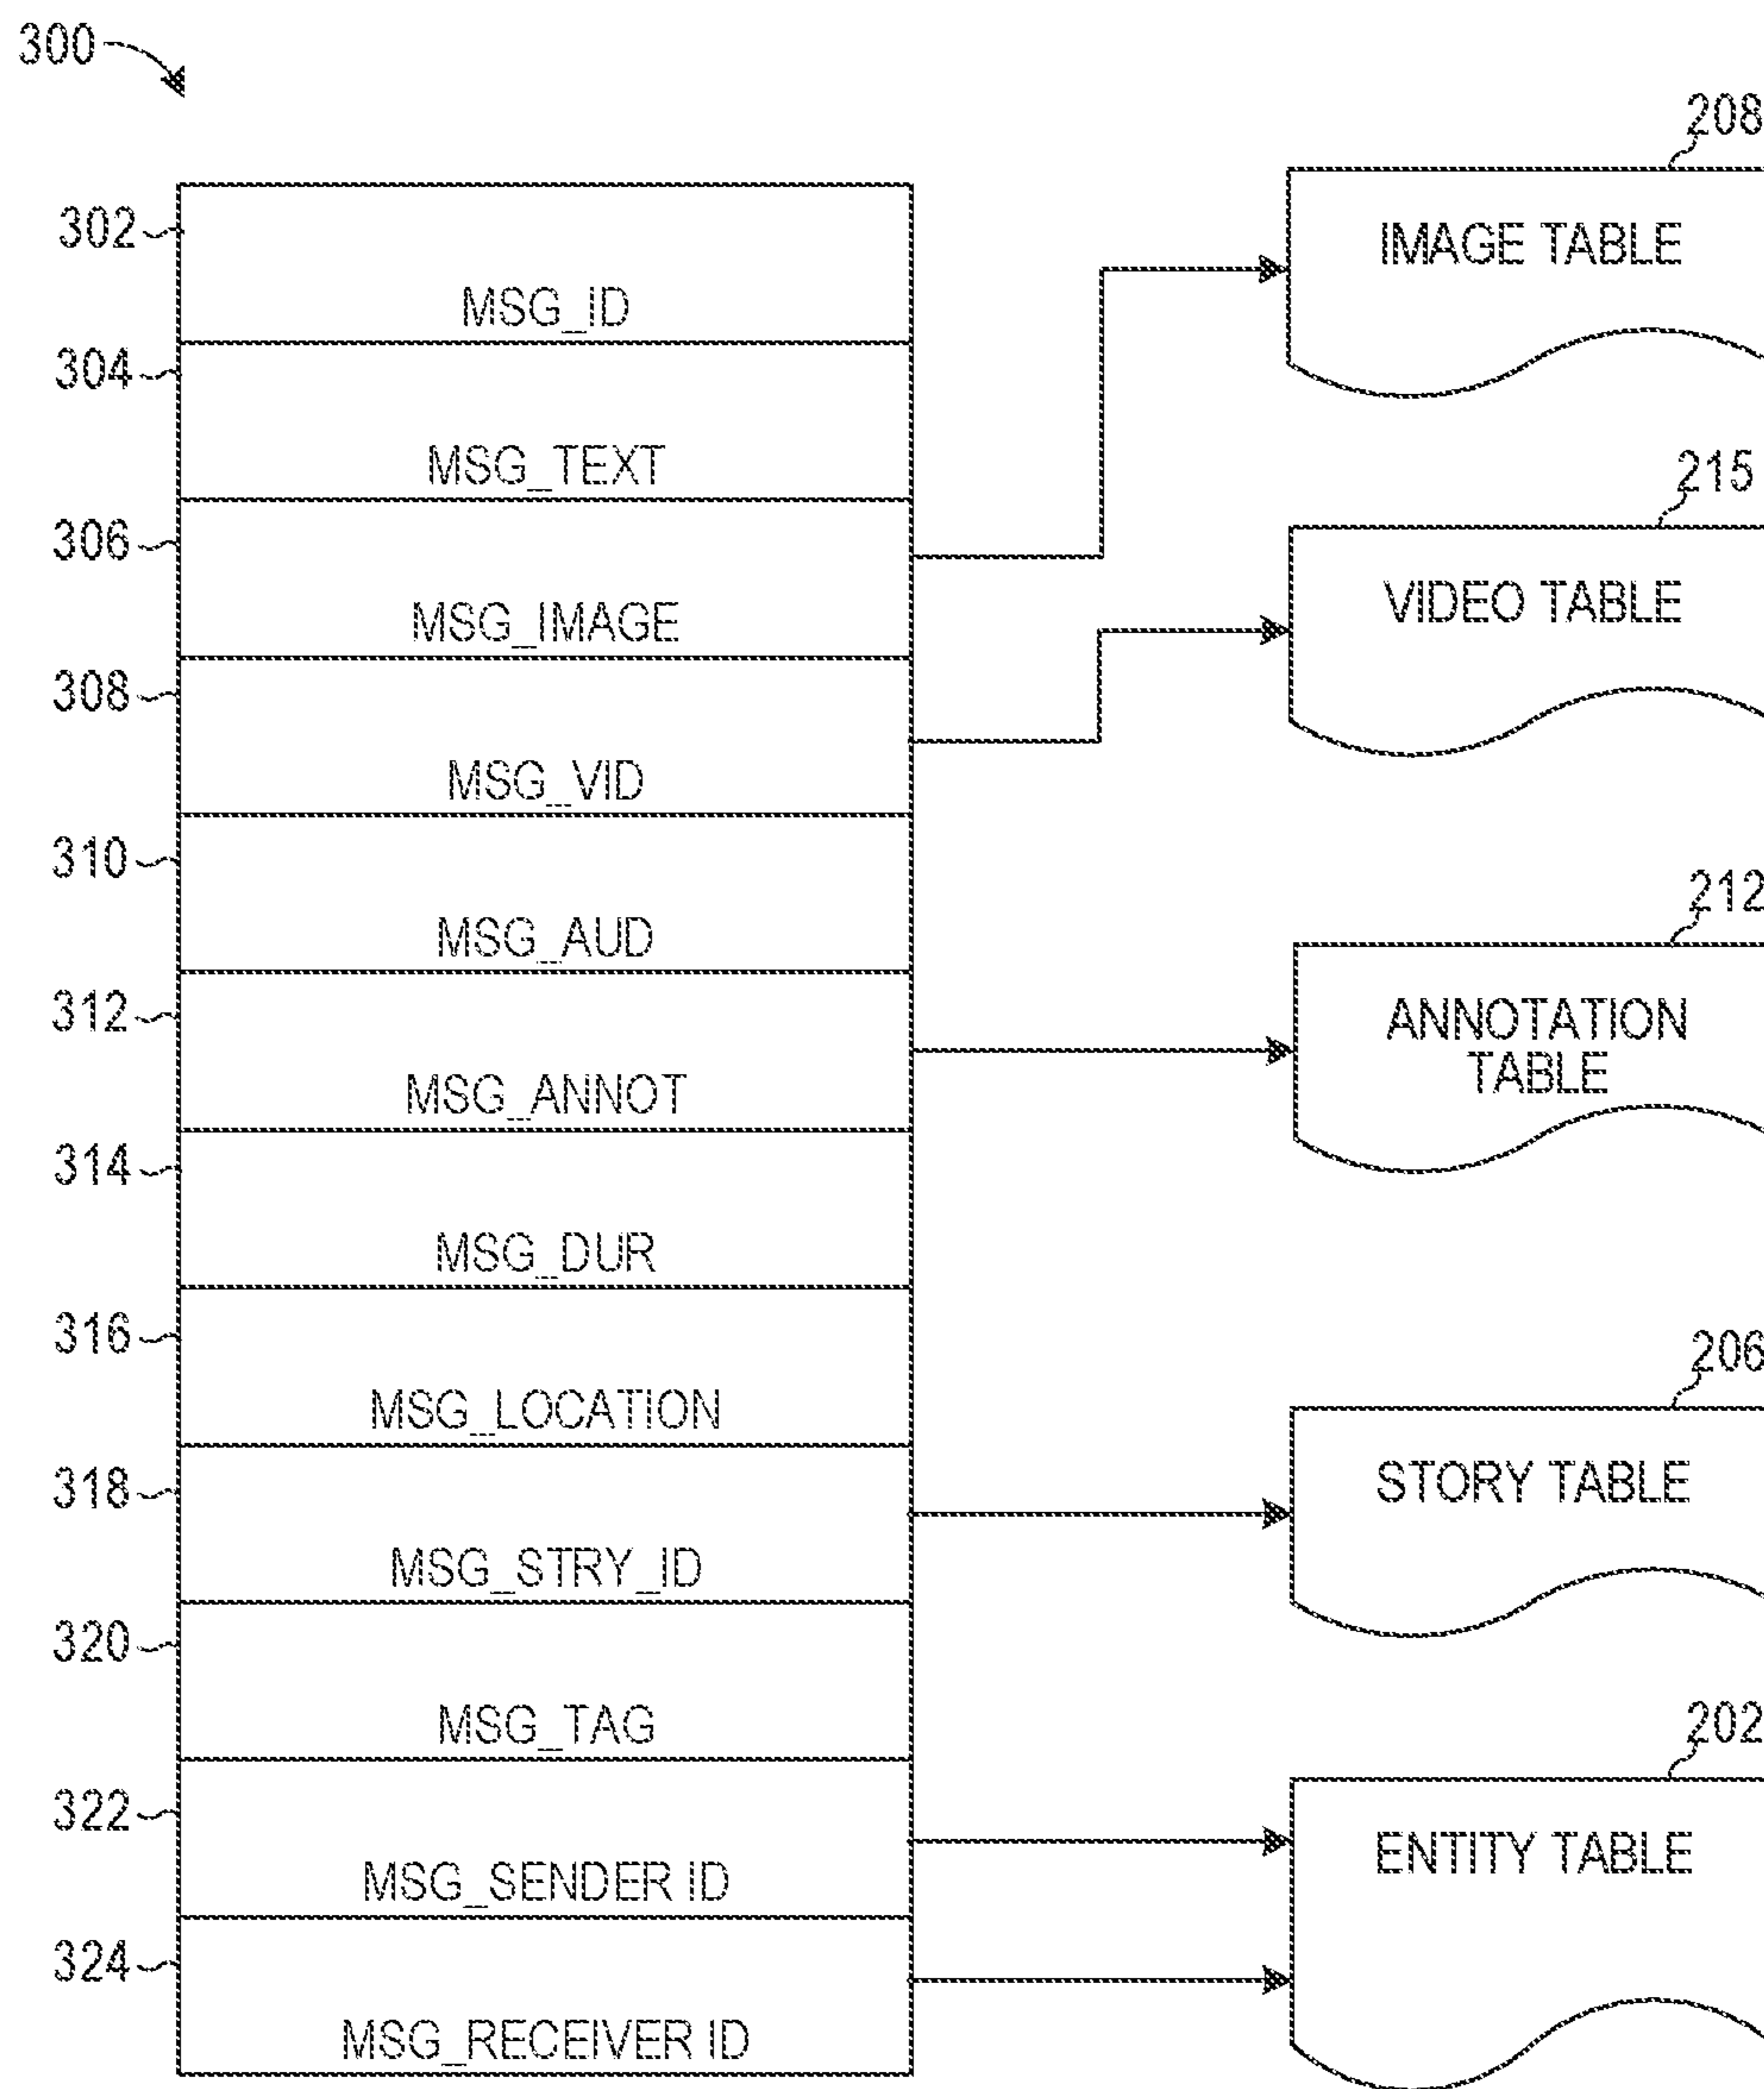 300
208
302
IMAGE TABLE
MSG_ID
304
MSG_TEXT
215
306
VIDEO TABLE
MSG_IMAGE
308
MSG_VID
310
212
MSG_AUD
312
ANNOTATION
TABLE
MSG_ANNOT
314
MSG_DUR
316
206
MSG_LOCATION
318
STORY TABLE
MSG_STRY_ID
320
MSG_TAG
202
322
ENTITY TABLE
MSG_SENDER ID
324
MSG_RECEIVER ID